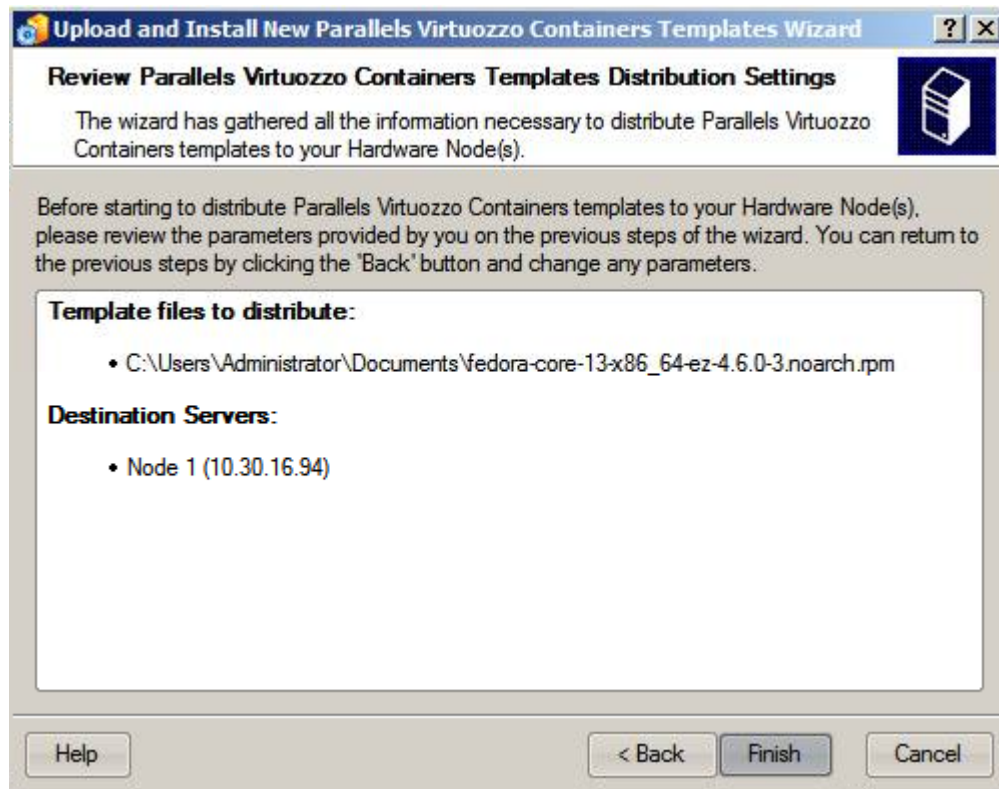 Upload and Install New Parallels Virtuozzo Containers Templates Wizard ? X
Review Parallels Virtuozzo Containers Templates Distribution Settings
The wizard has gathered all the information necessary to distribute Parallels Virtuozzo
Containers templates to your Hardware Node(s).
Before starting to distribute Parallels Virtuozzo Containers templates to your Hardware Node(s),
please review the parameters provided by you on the previous steps of the wizard. You can return to
the previous steps by clicking the 'Back' button and change any parameters.
Template files to distribute:
• C:\Users\Administrator\Documents\fedora-core-13-x86_64-ez-4.6.0-3.noarch.rpm
Destination Servers:
• Node 1 (10.30.16.94)
Help < Back Finish Cancel